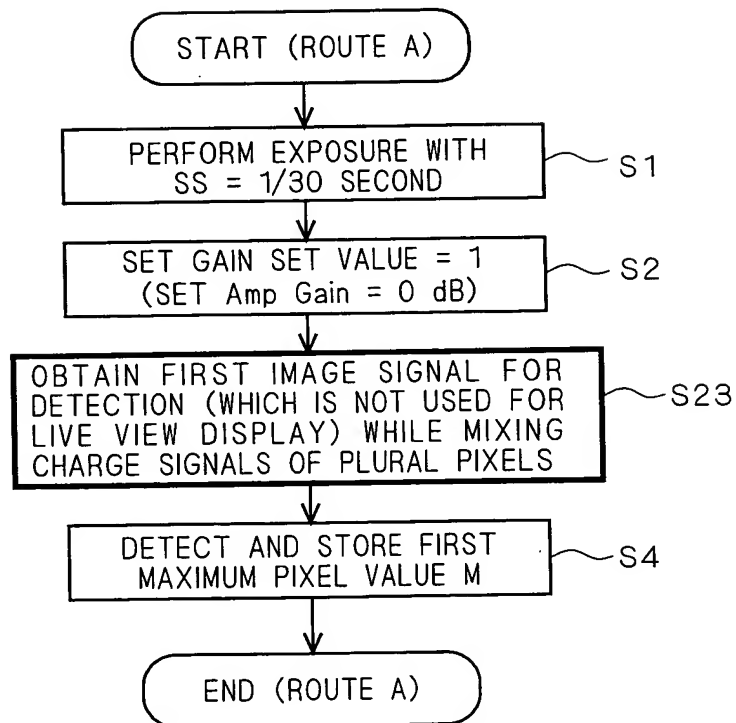 START (ROUTE A)
PERFORM EXPOSURE WITH
SS = 1/30 SECOND
S1
SET GAIN SET VALUE = 1
(SET Amp Gain = 0 dB)
S2
OBTAIN FIRST IMAGE SIGNAL FOR
DETECTION (WHICH IS NOT USED FOR
LIVE VIEW DISPLAY) WHILE MIXING
CHARGE SIGNALS OF PLURAL PIXELS
S23
DETECT AND STORE FIRST
MAXIMUM PIXEL VALUE M
S4
END (ROUTE A)